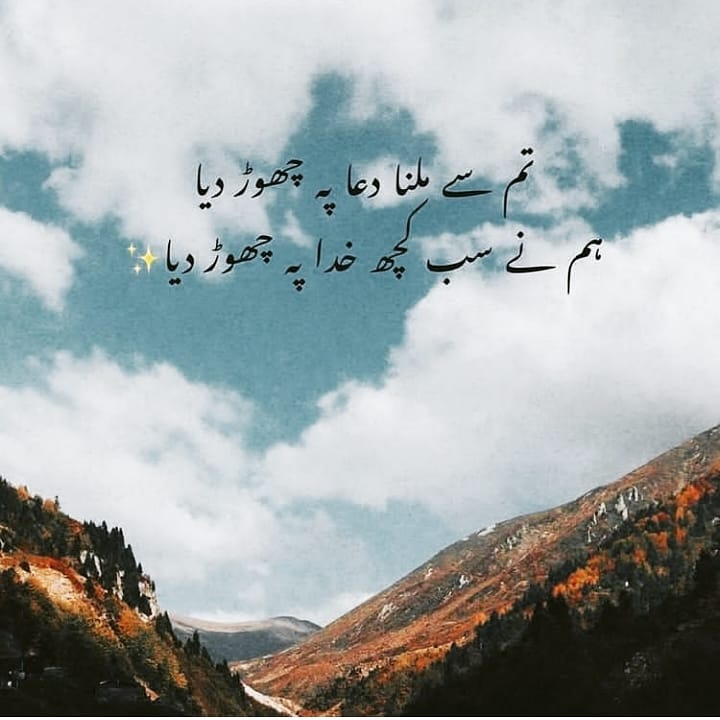 تم سے ملنا دعا پہ چھوڑ دیا
ہم نے سب کچھ خدا پہ چھوڑ دیا✨